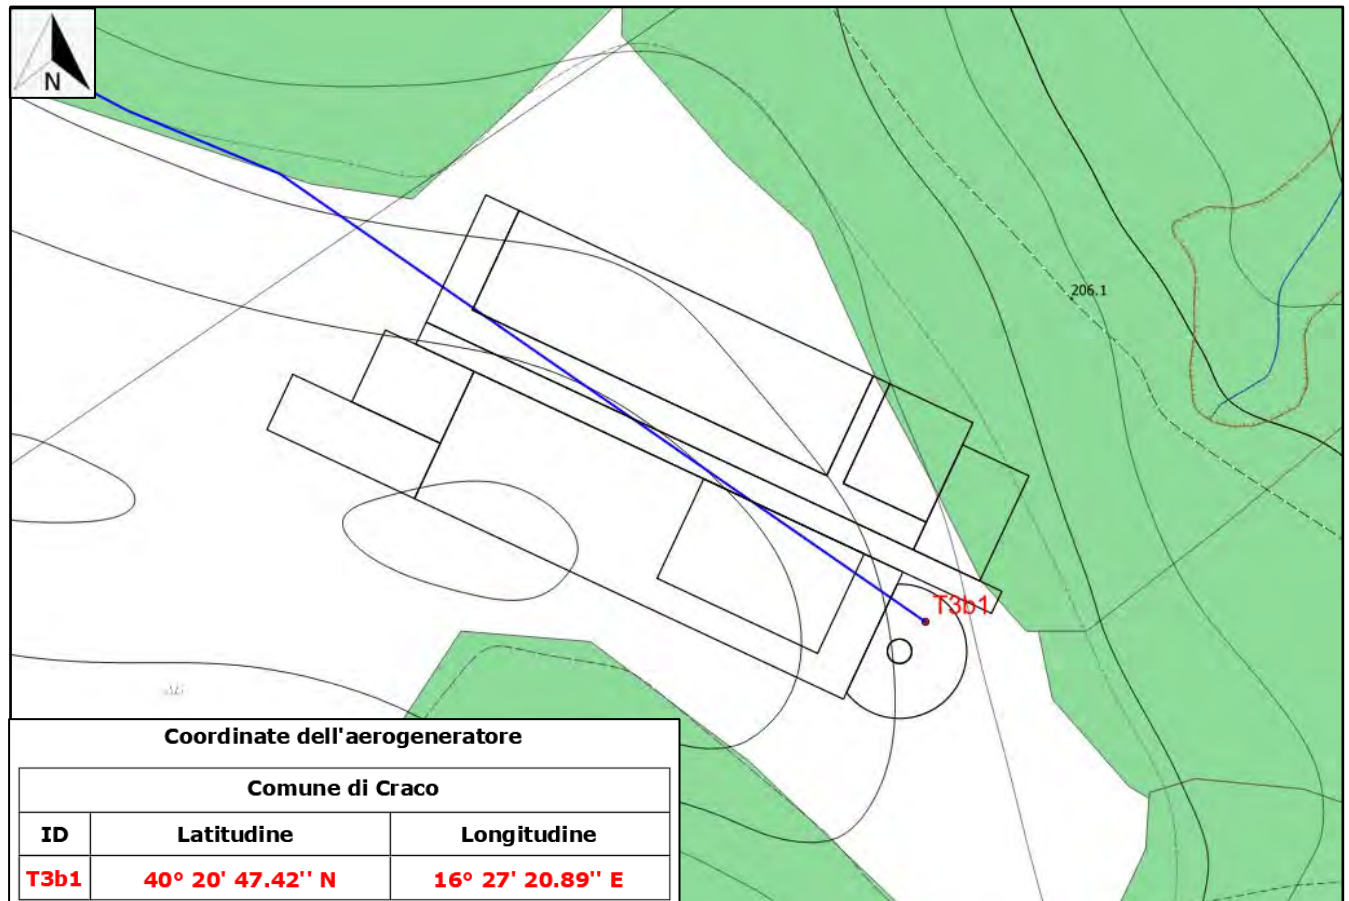 N
206.1
T3b1
Coordinate dell'aerogeneratore
Comune di Craco
ID Latitudine Longitudine
T3b1 40° 20' 47.42'' N 16° 27' 20.89'' E